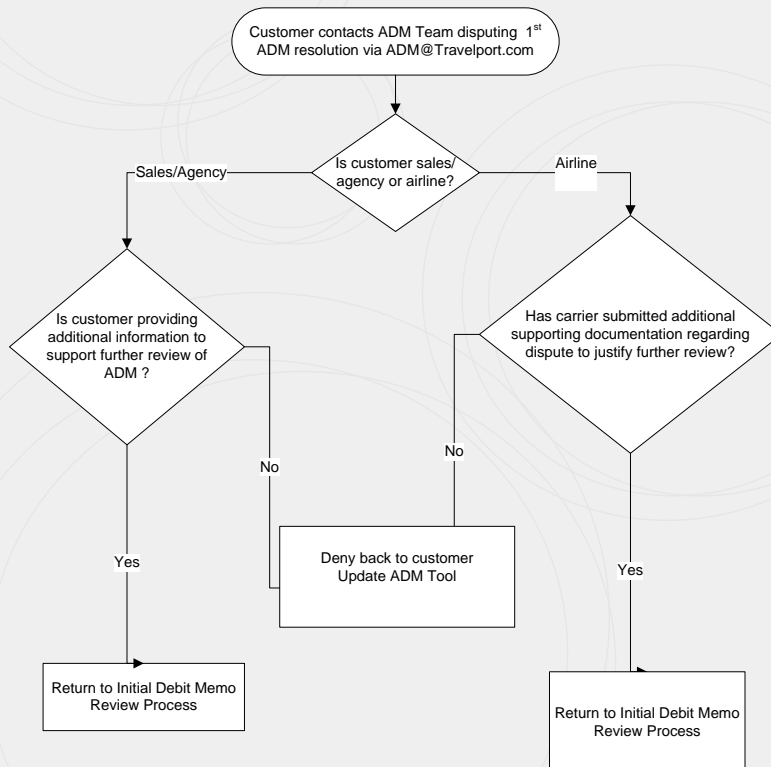 Customer contacts ADM Team disputing 1st
ADM resolution via ADM@Travelport.com
Is customer sales/
agency or airline?
Sales/Agency
Airline
Is customer providing
additional information to
support further review of
ADM ?
Has carrier submitted additional
supporting documentation regarding
dispute to justify further review?
No
No
Deny back to customer
Update ADM Tool
Yes
Yes
Return to Initial Debit Memo
Review Process
Return to Initial Debit Memo
Review Process